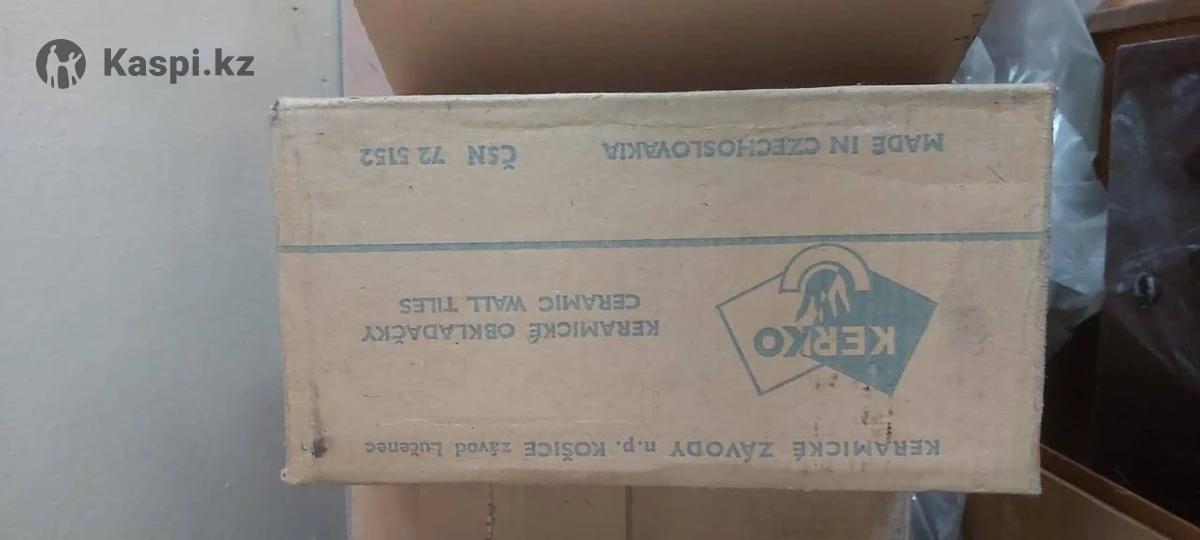 Kaspi.kz
KERAMICKÉ ZÁVODY n.p. KOŠICE závod Lučenec
KERKO
KERAMICKÉ OBKLADAČKY
CERAMIC WALL TILES
MADE IN CZECHOSLOVAKIA ČSN 72 5152